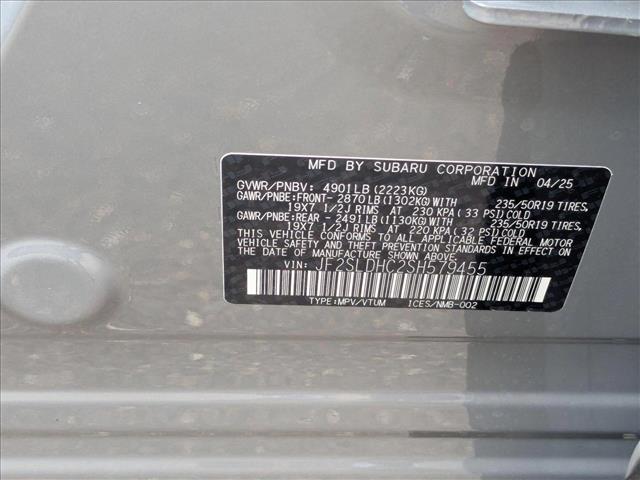 MFD BY SUBARU CORPORATION
MFD IN 04/25
GVWR/PNBV: 4901LB(2223KG)
GAWR/PNBE:FRONT- 2870LB(1302KG)WITH 235/50R19 TIRES,
19X7 1/2J RIMS AT 230 KPA(33 PSI)COLD
GAWR/PNBE:REAR - 2491LB(1130KG)WITH 235/50R19 TIRES,
19X7 1/2J RIMS AT 220 KPA(32 PSI)COLD
THIS VEHICLE CONFORMS TO ALL APPLICABLE FEDERAL MOTOR
VEHICLE SAFETY AND THEFT PREVENTION STANDARDS IN EFFECT ON
THE DATE OF MANUFACTURE SHOWN ABOVE.
VIN: JF2SLDHC2SH579455
TYPE:MPV/VTUM ICES/NMB-002